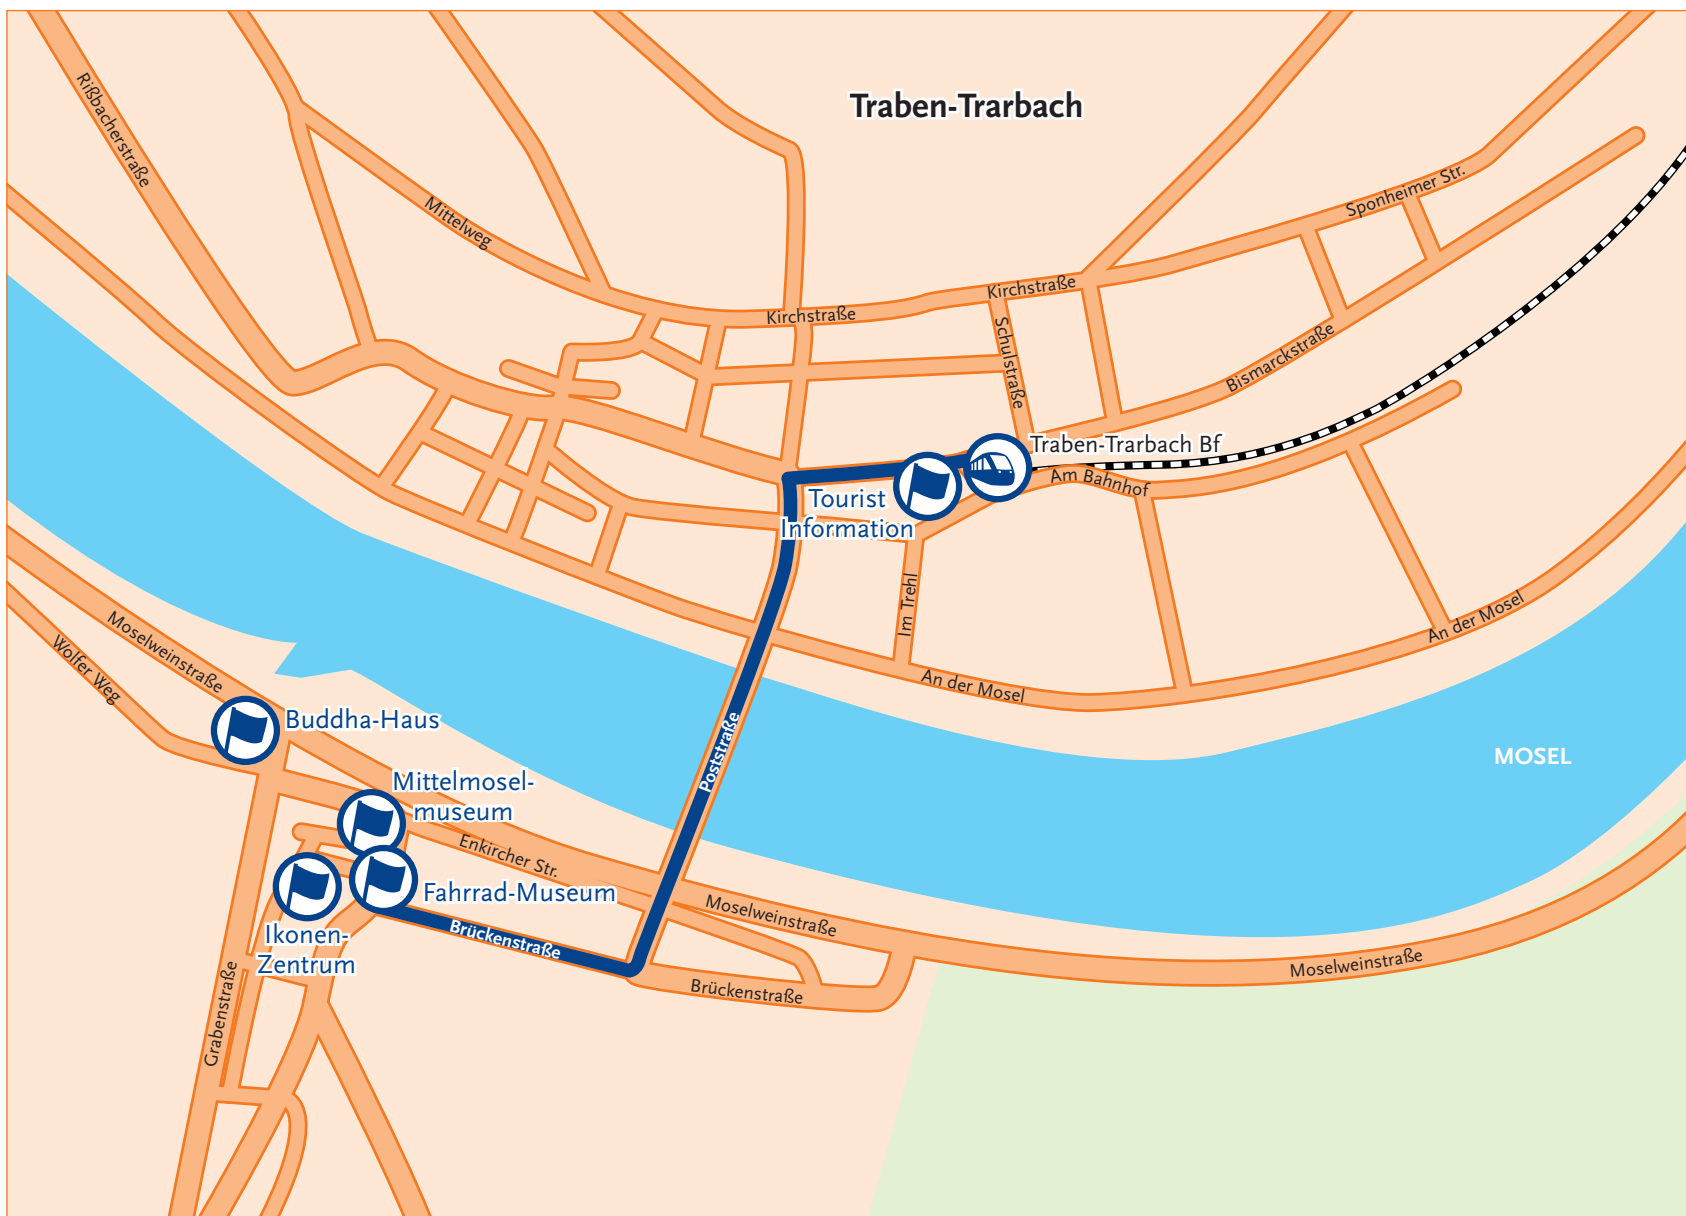 Traben-Trarbach
Rißbacherstraße
Mittelweg
Sponheimer Str.
Kirchstraße
Kirchstraße
Schulstraße
Bismarckstraße
Traben-Trarbach Bf
Am Bahnhof
Tourist
Information
Im Trehl
An der Mosel
An der Mosel
Moselweinstraße
Wolfer Weg
Buddha-Haus
Poststraße
MOSEL
Mittelmosel-
museum
Enkircher Str.
Fahrrad-Museum
Moselweinstraße
Ikonen-
Zentrum
Brückenstraße
Moselweinstraße
Brückenstraße
Grabenstraße